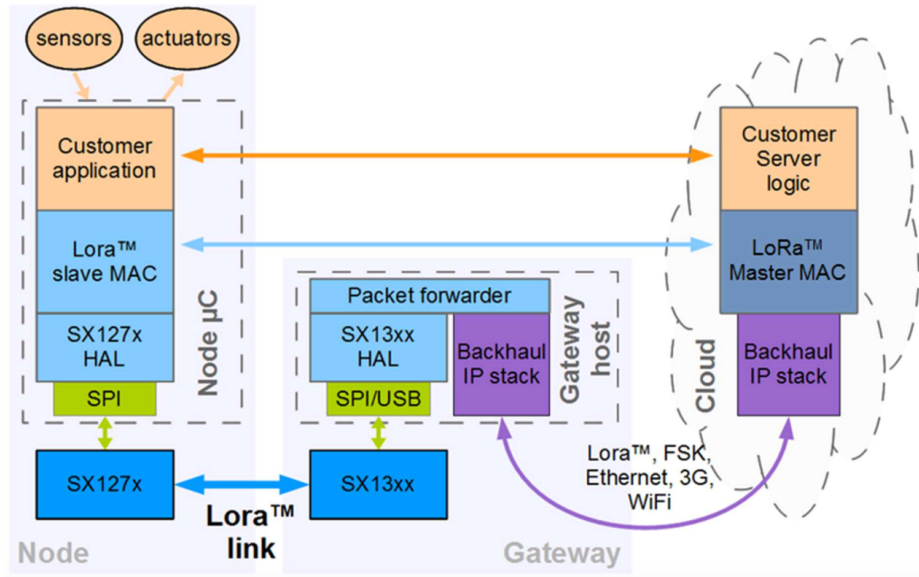 sensors
actuators
Customer
application
Lora™
slave MAC
SX127x
HAL
SPI
Node µC
SX127x
Node
Lora™
link
Packet forwarder
SX13xx
HAL
Backhaul
IP stack
SPI/USB
Gateway
host
SX13xx
Gateway
Lora™, FSK,
Ethernet, 3G,
WiFi
Customer
Server
logic
LoRa™
Master MAC
Backhaul
IP stack
Cloud